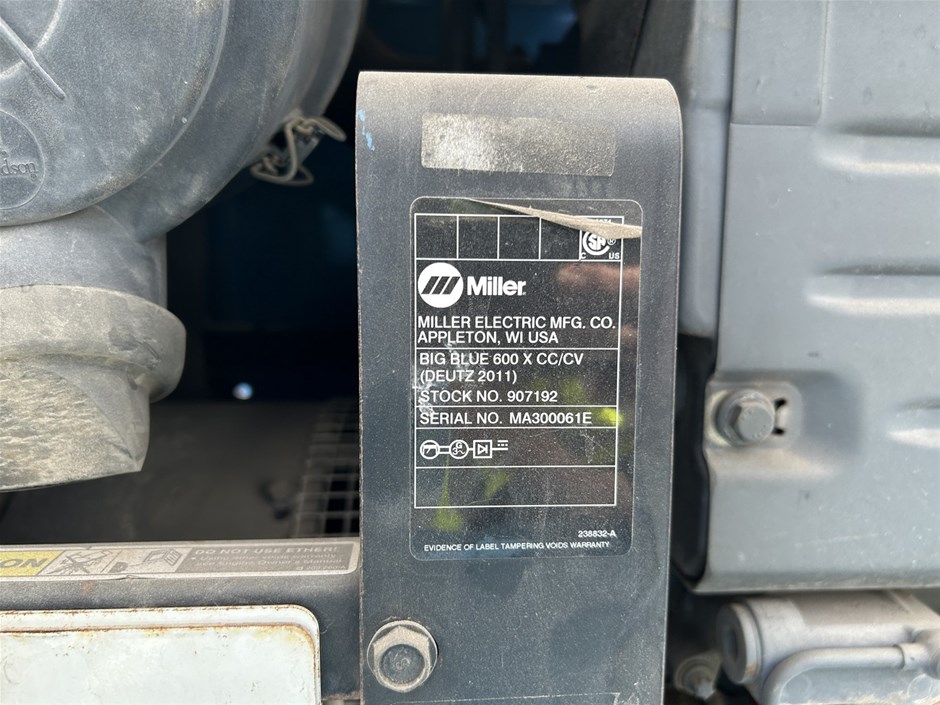 Miller
MILLER ELECTRIC MFG. CO.
APPLETON, WI USA
BIG BLUE 600 X CC/CV
(DEUTZ 2011)
STOCK NO. 907192
SERIAL NO. MA300061E
238832-A
EVIDENCE OF LABEL TAMPERING VOIDS WARRANTY
C US
DO NOT USE ETHER!